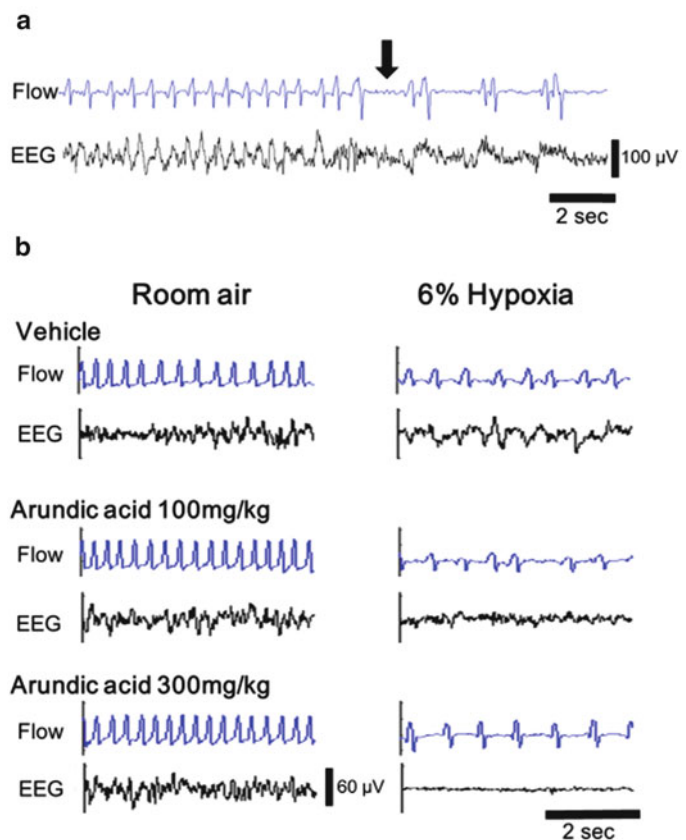 a
Flow
EEG
100 µV
2 sec
b
Room air 6% Hypoxia
Vehicle
Flow
EEG
Arundic acid 100mg/kg
Flow
EEG
Arundic acid 300mg/kg
Flow
EEG
60 µV
2 sec